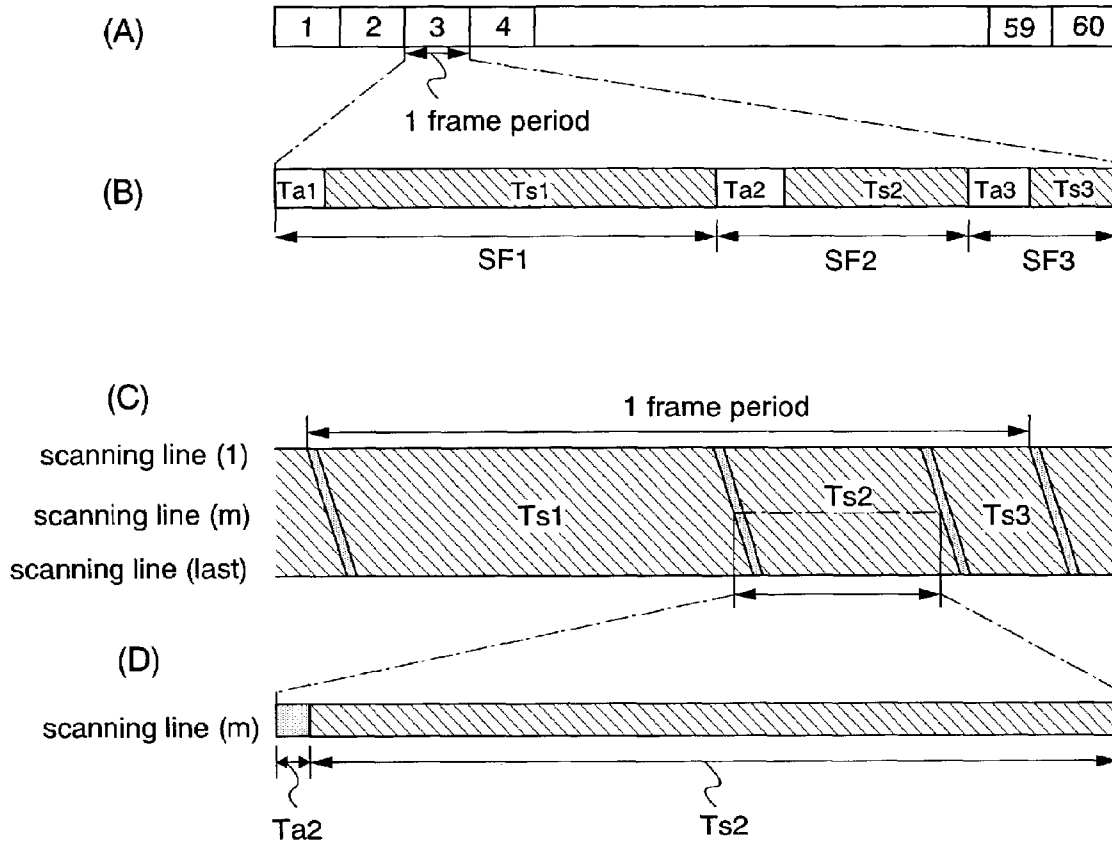 (A) 1 2 3 4 59 60
1 frame period
(B) Ta1 Ts1 Ta2 Ts2 Ta3 Ts3
SF1 SF2 SF3
(C)
1 frame period
scanning line (1)
scanning line (m) Ts1 Ts2 Ts3
scanning line (last)
(D)
scanning line (m)
Ta2 Ts2